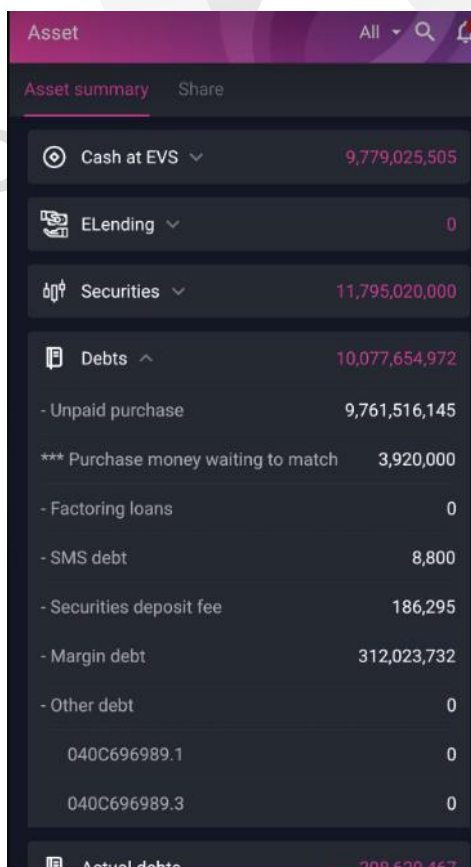 Asset All
Asset summary Share
Cash at EVS 9,779,025,505
ELending 0
Securities 11,795,020,000
Debts 10,077,654,972
- Unpaid purchase 9,761,516,145
*** Purchase money waiting to match 3,920,000
- Factoring loans 0
- SMS debt 8,800
- Securities deposit fee 186,295
- Margin debt 312,023,732
- Other debt 0
040C696989.1 0
040C696989.3 0
Actual debts